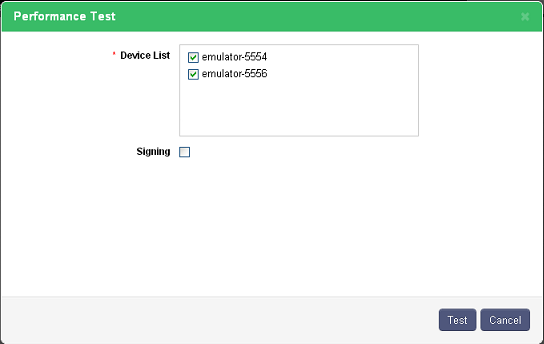 Performance Test
* Device List
emulator-5554
emulator-5556
Signing
Test Cancel